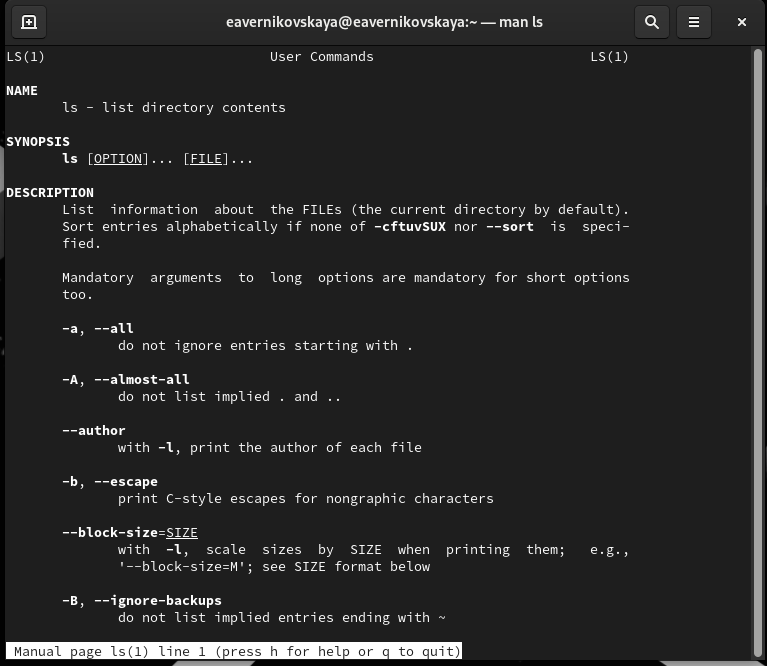 eavernikovskaya@eavernikovskaya:~ — man ls
LS(1) User Commands LS(1)
NAME
ls - list directory contents
SYNOPSIS
ls [OPTION]... [FILE]...
DESCRIPTION
List information about the FILEs (the current directory by default).
Sort entries alphabetically if none of -cftuvSUX nor --sort is speci-
fied.
Mandatory arguments to long options are mandatory for short options
too.
-a, --all
do not ignore entries starting with .
-A, --almost-all
do not list implied . and ..
--author
with -l, print the author of each file
-b, --escape
print C-style escapes for nongraphic characters
--block-size=SIZE
with -l, scale sizes by SIZE when printing them; e.g.,
'--block-size=M'; see SIZE format below
-B, --ignore-backups
do not list implied entries ending with ~
Manual page ls(1) line 1 (press h for help or q to quit)